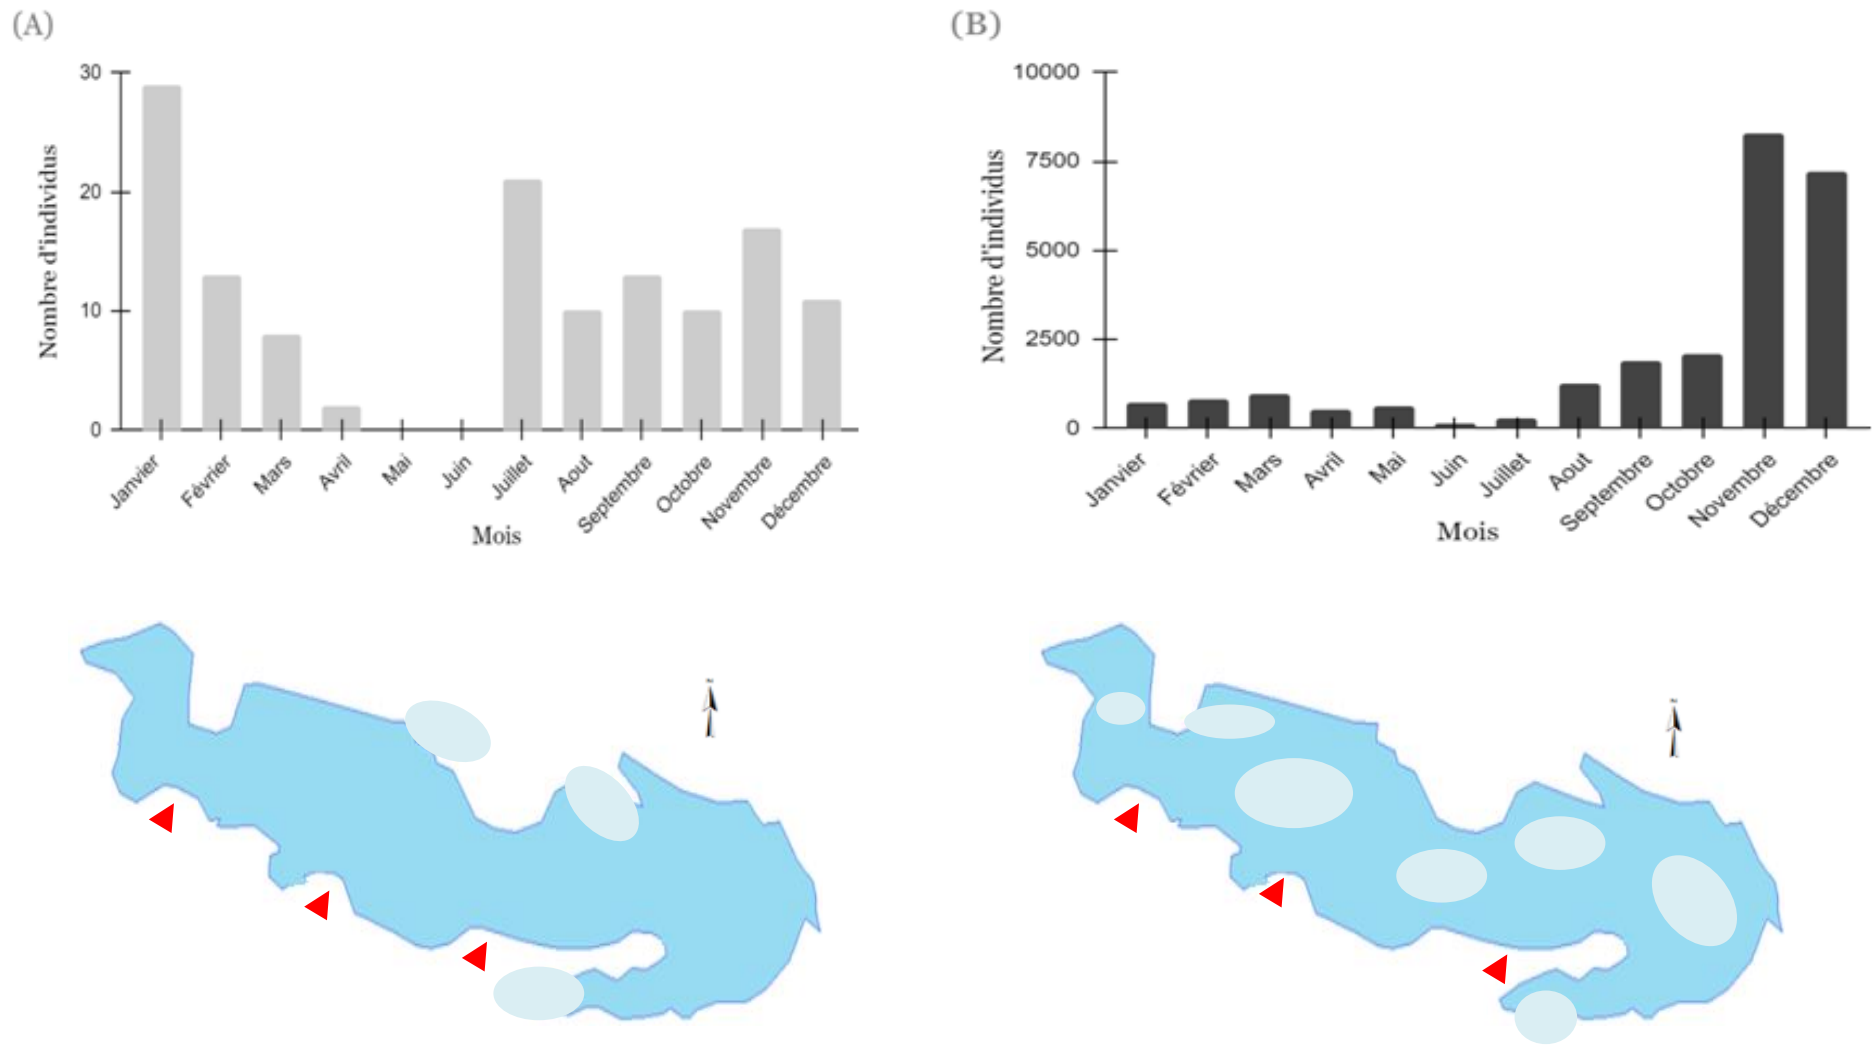 (A)
30
20
10
0
Nombre d'individus
Janvier
Février
Mars
Avril
Mai
Juin
Juillet
Aout
Septembre
Octobre
Novembre
Décembre
Mois
(B)
10000
7500
5000
2500
0
Nombre d'individus
Janvier
Février
Mars
Avril
Mai
Juin
Juillet
Aout
Septembre
Octobre
Novembre
Décembre
Mois
N
N